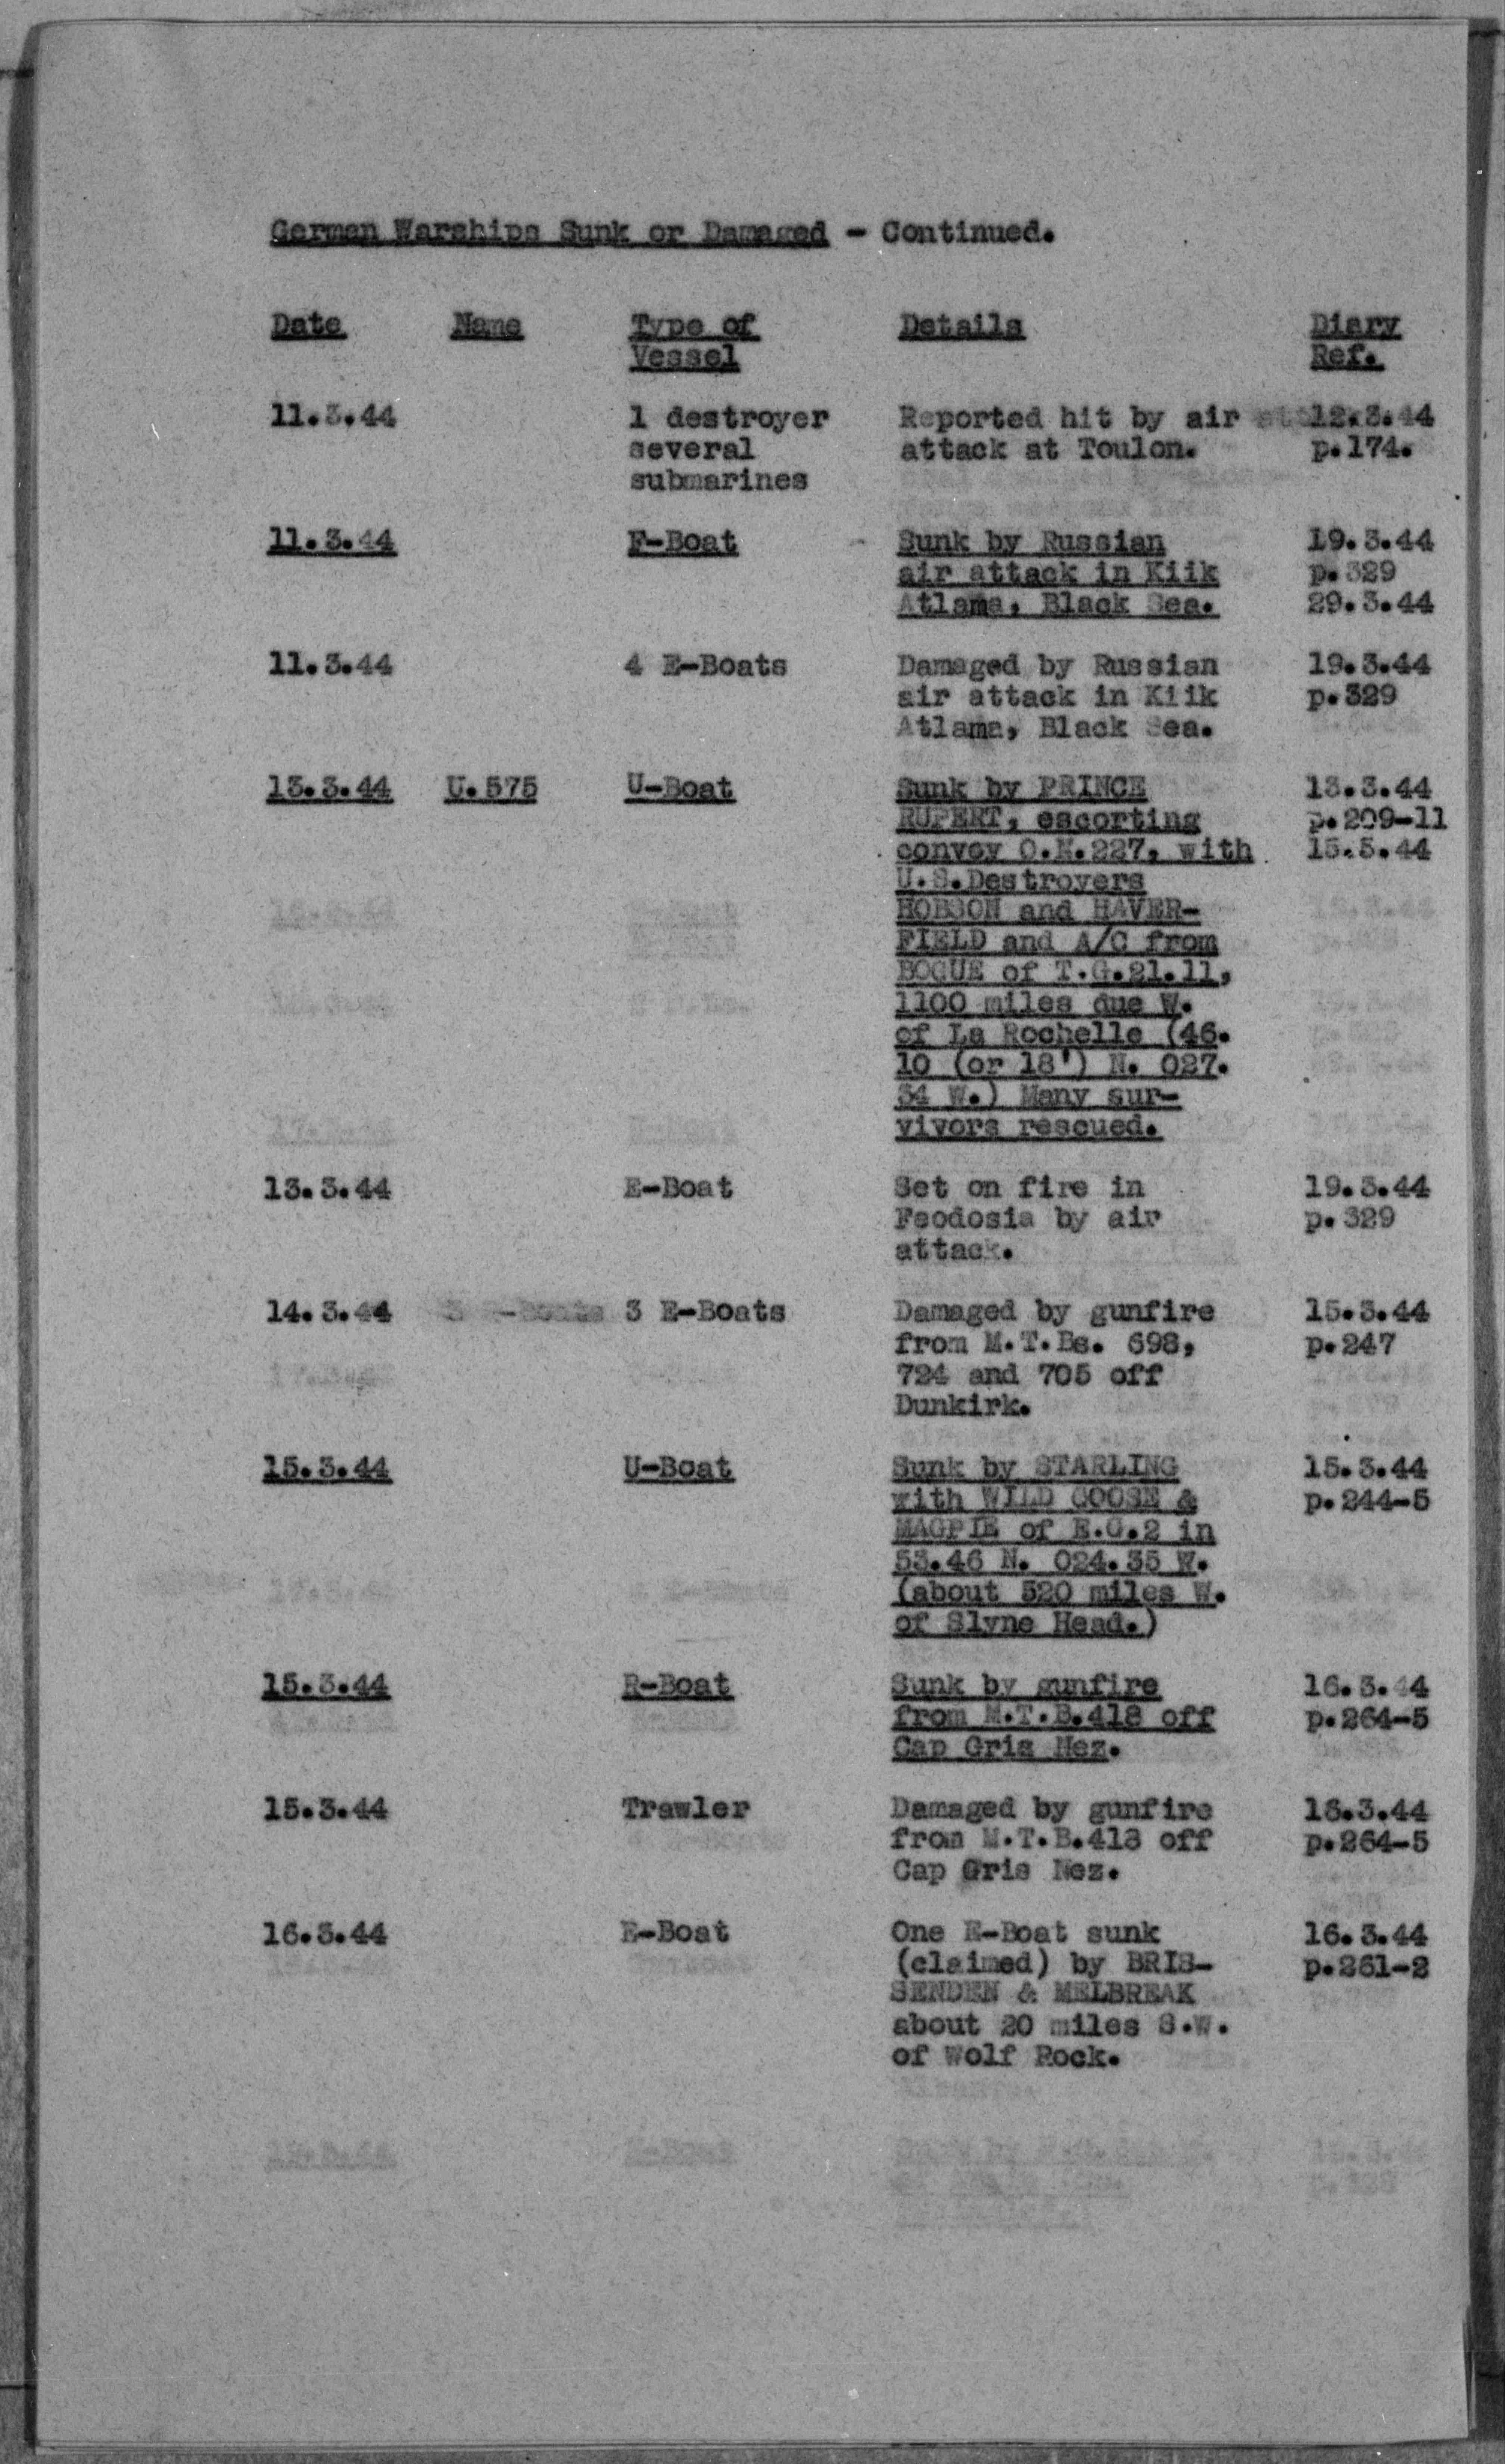 German Warships Sunk or Damaged - Continued.
Date Name Type of Vessel Details Diary Ref.
11.3.44 1 destroyer Reported hit by air 12.3.44
several attack at Toulon. p.174.
submarines
11.3.44 F-Boat Sunk by Russian 19.3.44
air attack in Kiik p.329
Atlama, Black Sea. 29.3.44
11.3.44 4 E-Boats Damaged by Russian 19.3.44
air attack in Kiik p.329
Atlama, Black Sea.
13.3.44 U.575 U-Boat Sunk by PRINCE 13.3.44
RUPERT, escorting p.209-11
convoy O.N.227, with 15.5.44
U.S.Destroyers
HOBSON and HAVER-
FIELD and A/C from
BOGUE of T.G.21.11,
1100 miles due W.
of La Rochelle (46.
10 (or 18') N. 027.
34 W.) Many sur-
vivors rescued.
13.3.44 E-Boat Set on fire in 19.3.44
Feodosia by air p.329
attack.
14.3.44 3 E-Boats Damaged by gunfire 15.3.44
from M.T.Bs. 698, p.247
724 and 705 off
Dunkirk.
15.3.44 U-Boat Sunk by STARLING 15.3.44
with WILD GOOSE & p.244-5
MAGPIE of E.G.2 in
53.46 N. 024.35 W.
(about 520 miles W.
of Slyne Head.)
15.3.44 R-Boat Sunk by gunfire 16.3.44
from M.T.B.418 off p.264-5
Cap Gris Nez.
15.3.44 Trawler Damaged by gunfire 16.3.44
from M.T.B.418 off p.264-5
Cap Gris Nez.
16.3.44 E-Boat One E-Boat sunk 16.3.44
(claimed) by BRIS- p.261-2
SENDEN & MELBREAK
about 20 miles S.W.
of Wolf Rock.